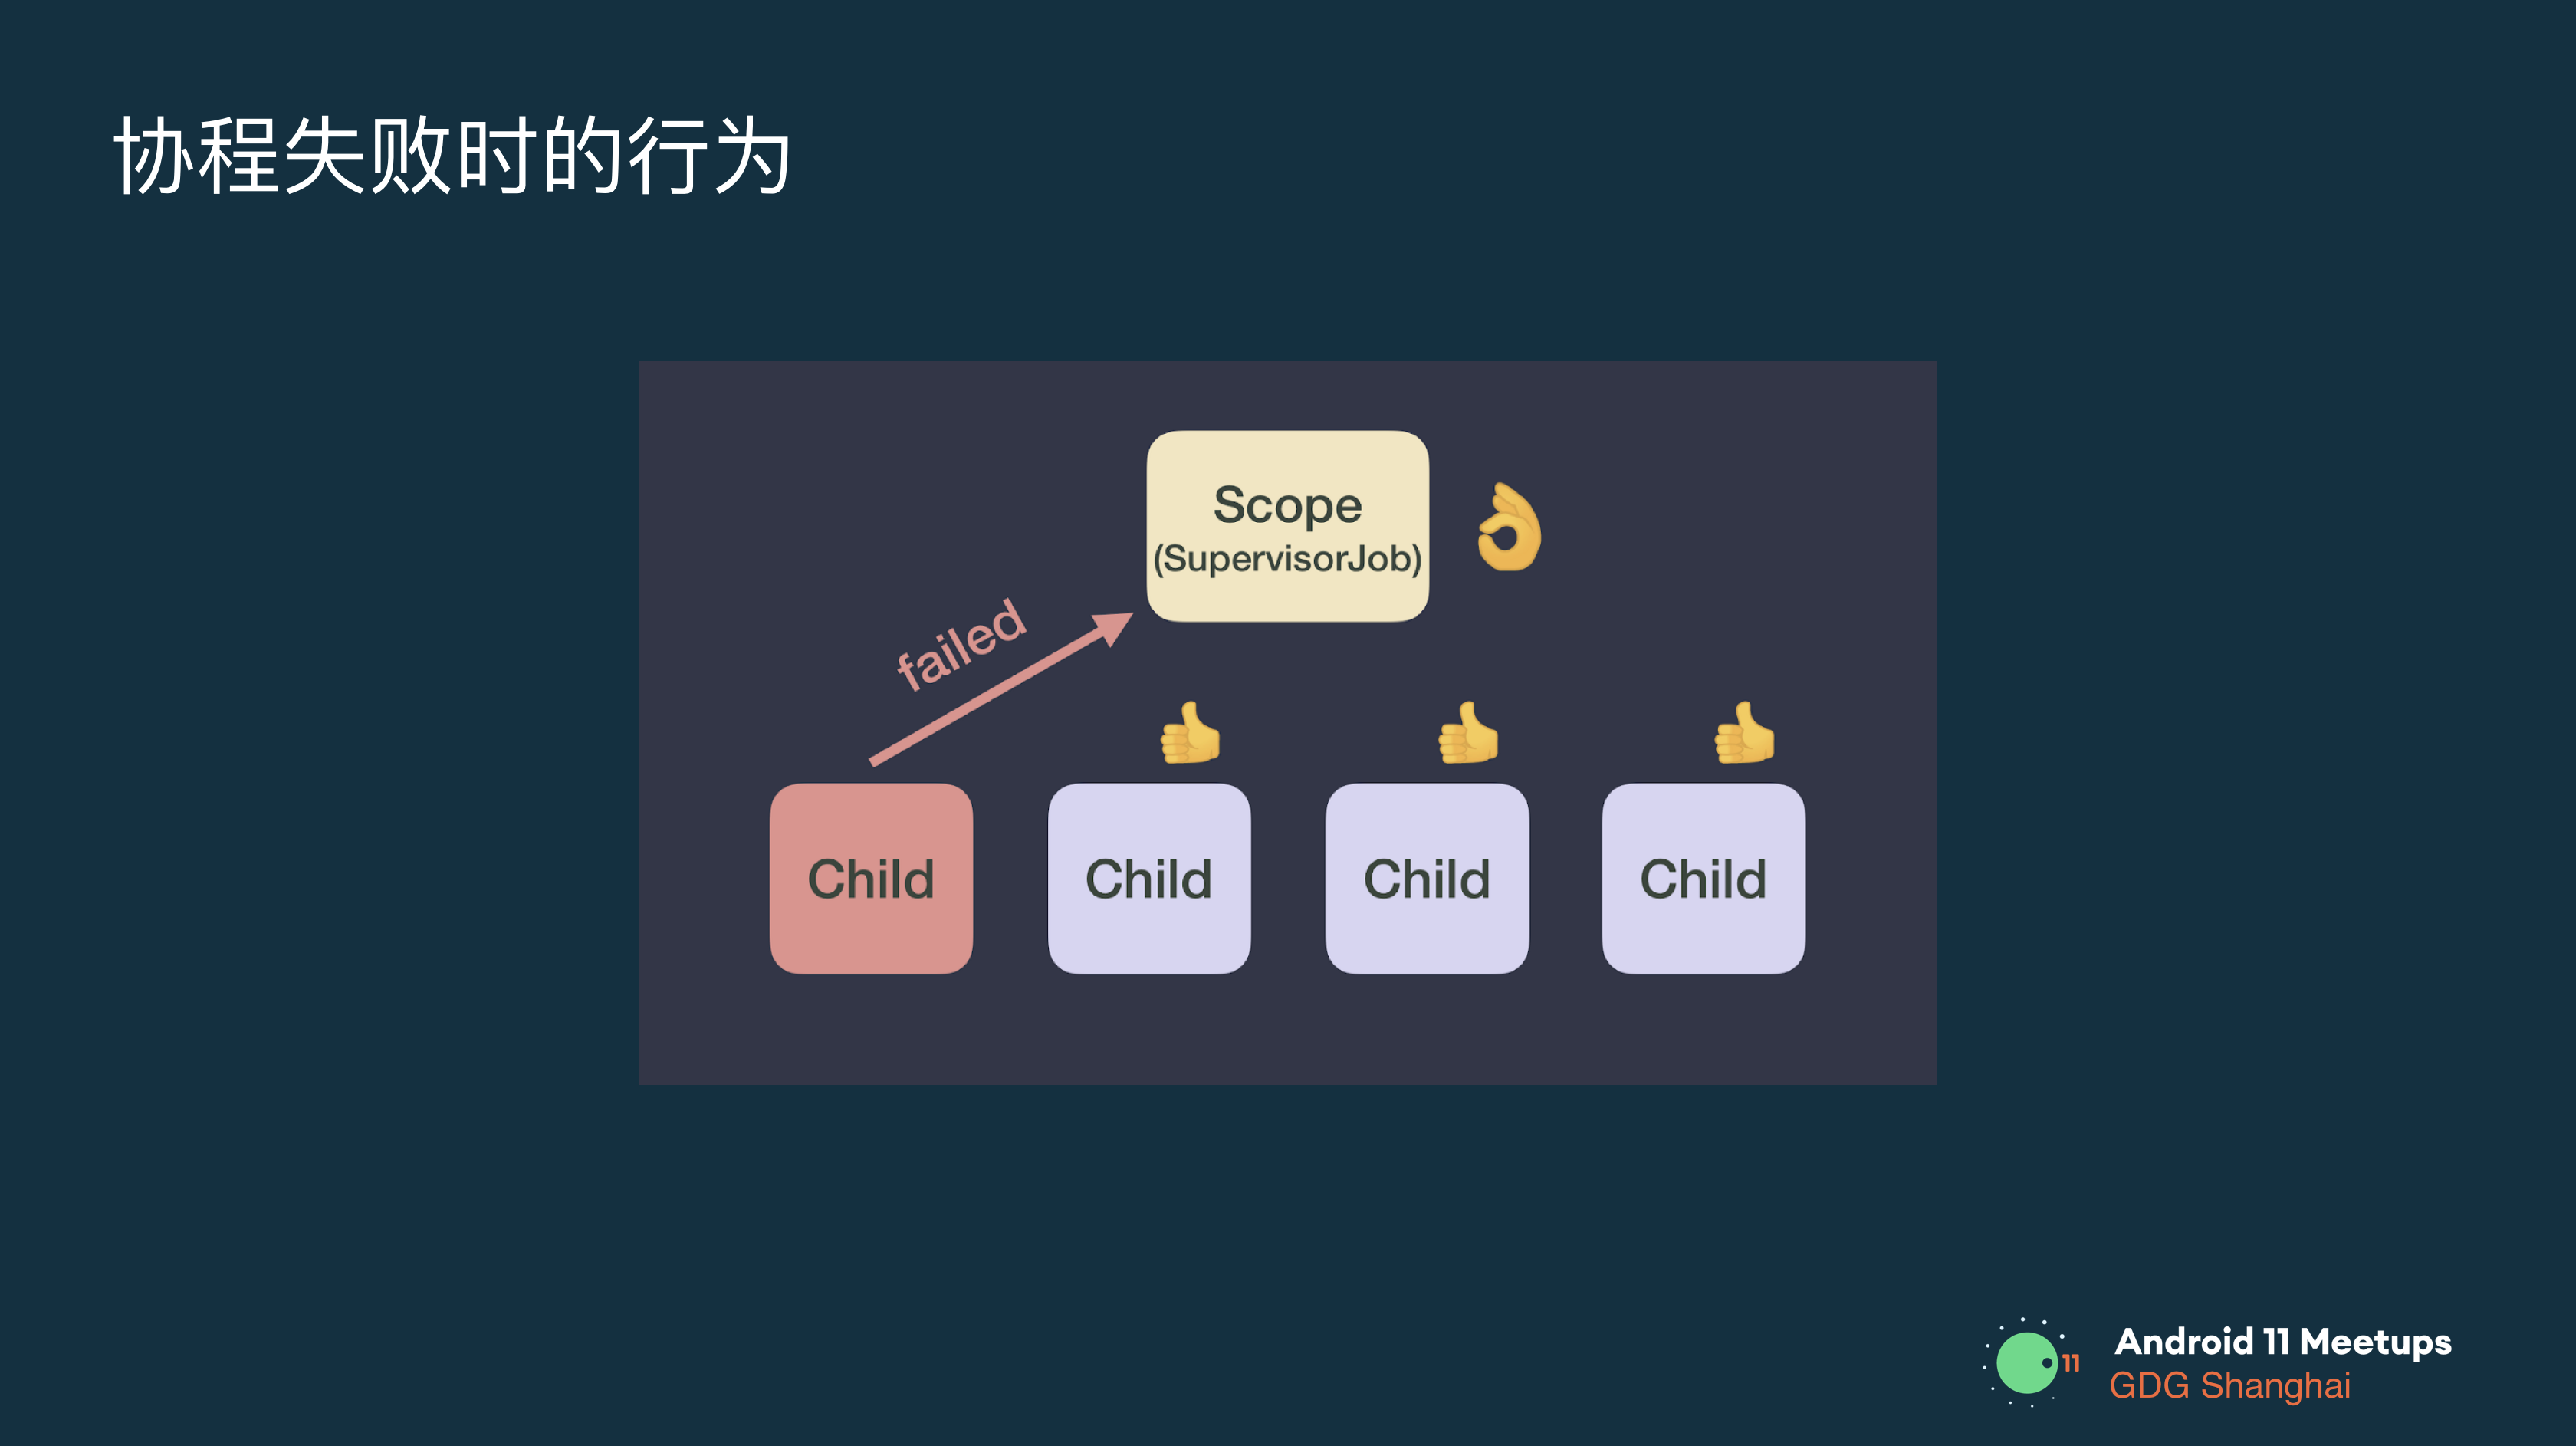 协程失败时的行为
Scope
(SupervisorJob)
failed
Child
Child
Child
Child
11
Android 11 Meetups
GDG Shanghai